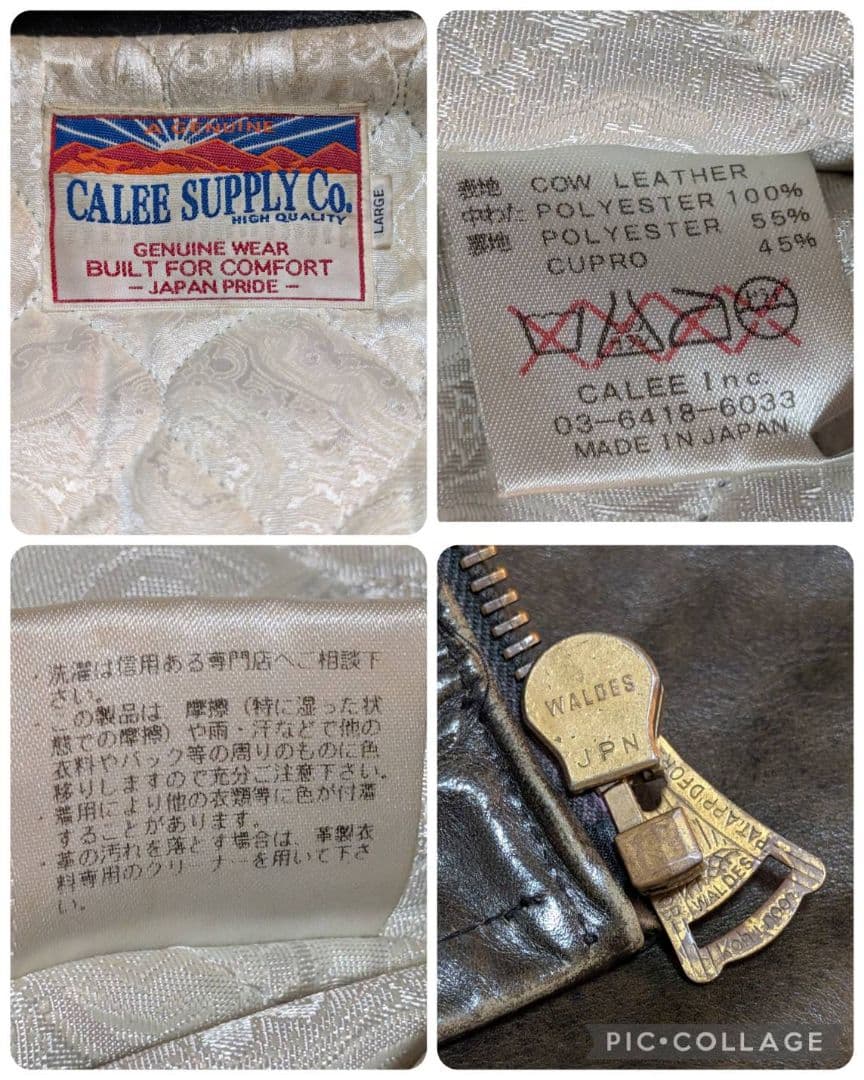 A GENUINE
CALEE SUPPLY Co.
HIGH QUALITY
LARGE
GENUINE WEAR
BUILT FOR COMFORT
- JAPAN PRIDE -
表地 COW LEATHER
中わた POLYESTER 100%
裏地 POLYESTER 55%
CUPRO 45%
CALEE Inc.
03-6418-6033
MADE IN JAPAN
・洗濯は信用ある専門店へご相談下
さい。
・この製品は 摩擦（特に湿った状
態での摩擦）や雨・汗などで他の
衣料やバック等の周りのものに色
移りしますので充分ご注意下さい。
・着用により他の衣類等に色が付着
することがあります。
・革の汚れを落とす場合は、革製衣
料専用のクリーナーを用いて下さ
い。
WALDES
JPN
PAT.APP'D FOR
WALDES
KOHI-NOOR
PIC•COLLAGE